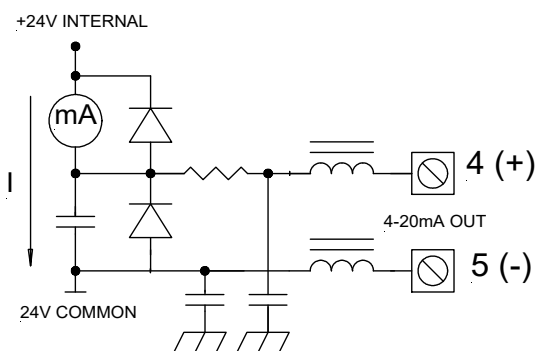 +24V INTERNAL
mA
I
4 (+)
4-20mA OUT
5 (-)
24V COMMON